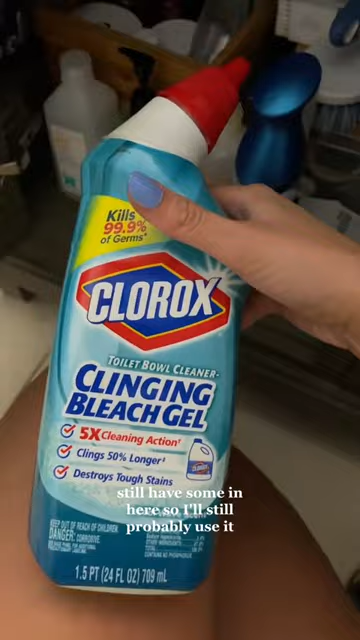 Kills
99.9%
of Germs*
CLOROX
TOILET BOWL CLEANER-
CLINGING
BLEACH GEL
5X Cleaning Action†
Clings 50% Longer‡
Destroys Tough Stains
still have some in
here so I'll still
probably use it
KEEP OUT OF REACH OF CHILDREN.
DANGER: CORROSIVE
1.5 PT (24 FL OZ) 709 mL